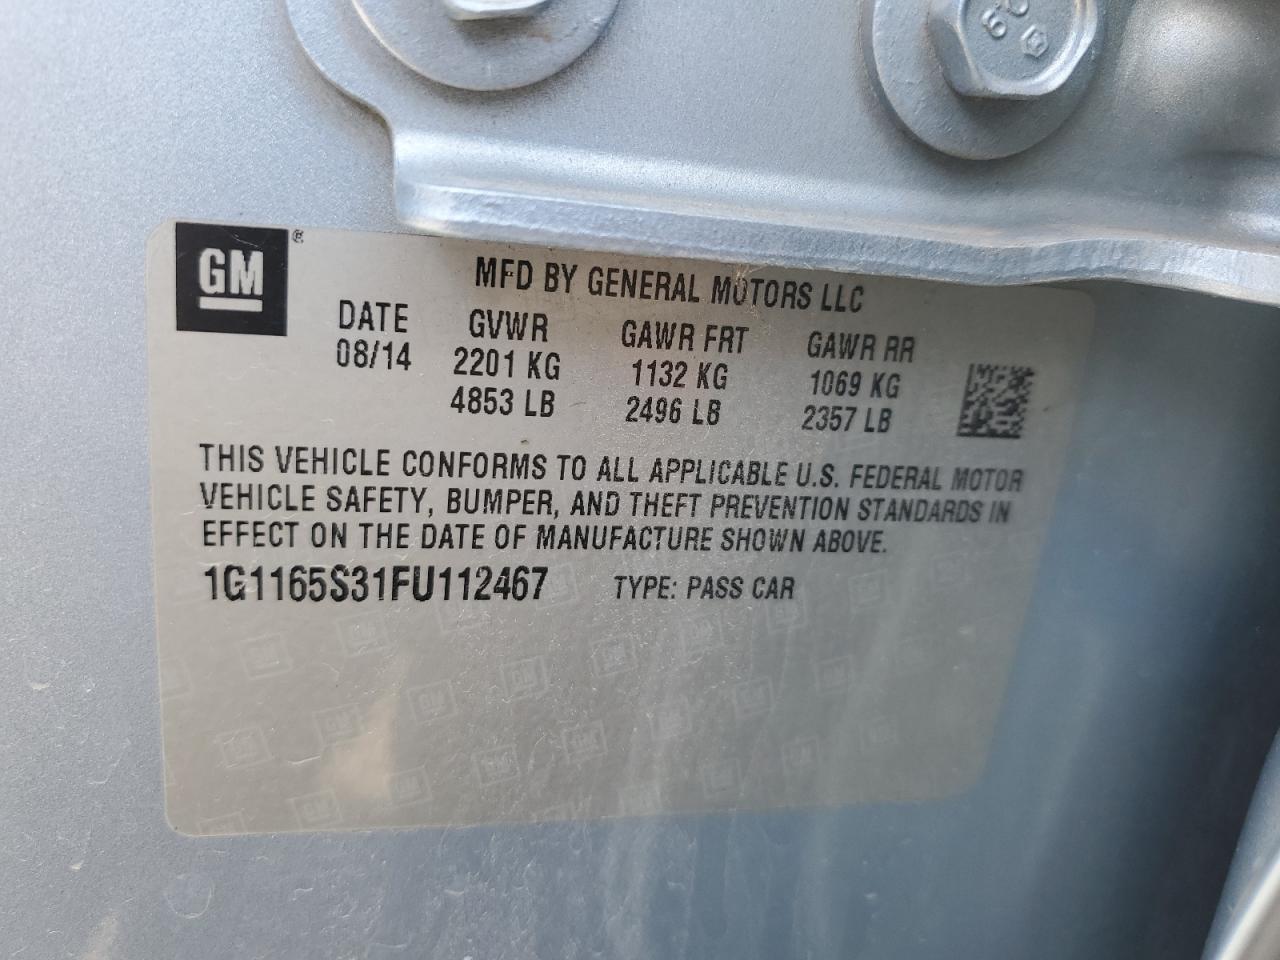 GM
MFD BY GENERAL MOTORS LLC
DATE GVWR GAWR FRT GAWR RR
08/14 2201 KG 1132 KG 1069 KG
4853 LB 2496 LB 2357 LB
THIS VEHICLE CONFORMS TO ALL APPLICABLE U.S. FEDERAL MOTOR
VEHICLE SAFETY, BUMPER, AND THEFT PREVENTION STANDARDS IN
EFFECT ON THE DATE OF MANUFACTURE SHOWN ABOVE.
1G1165S31FU112467 TYPE: PASS CAR